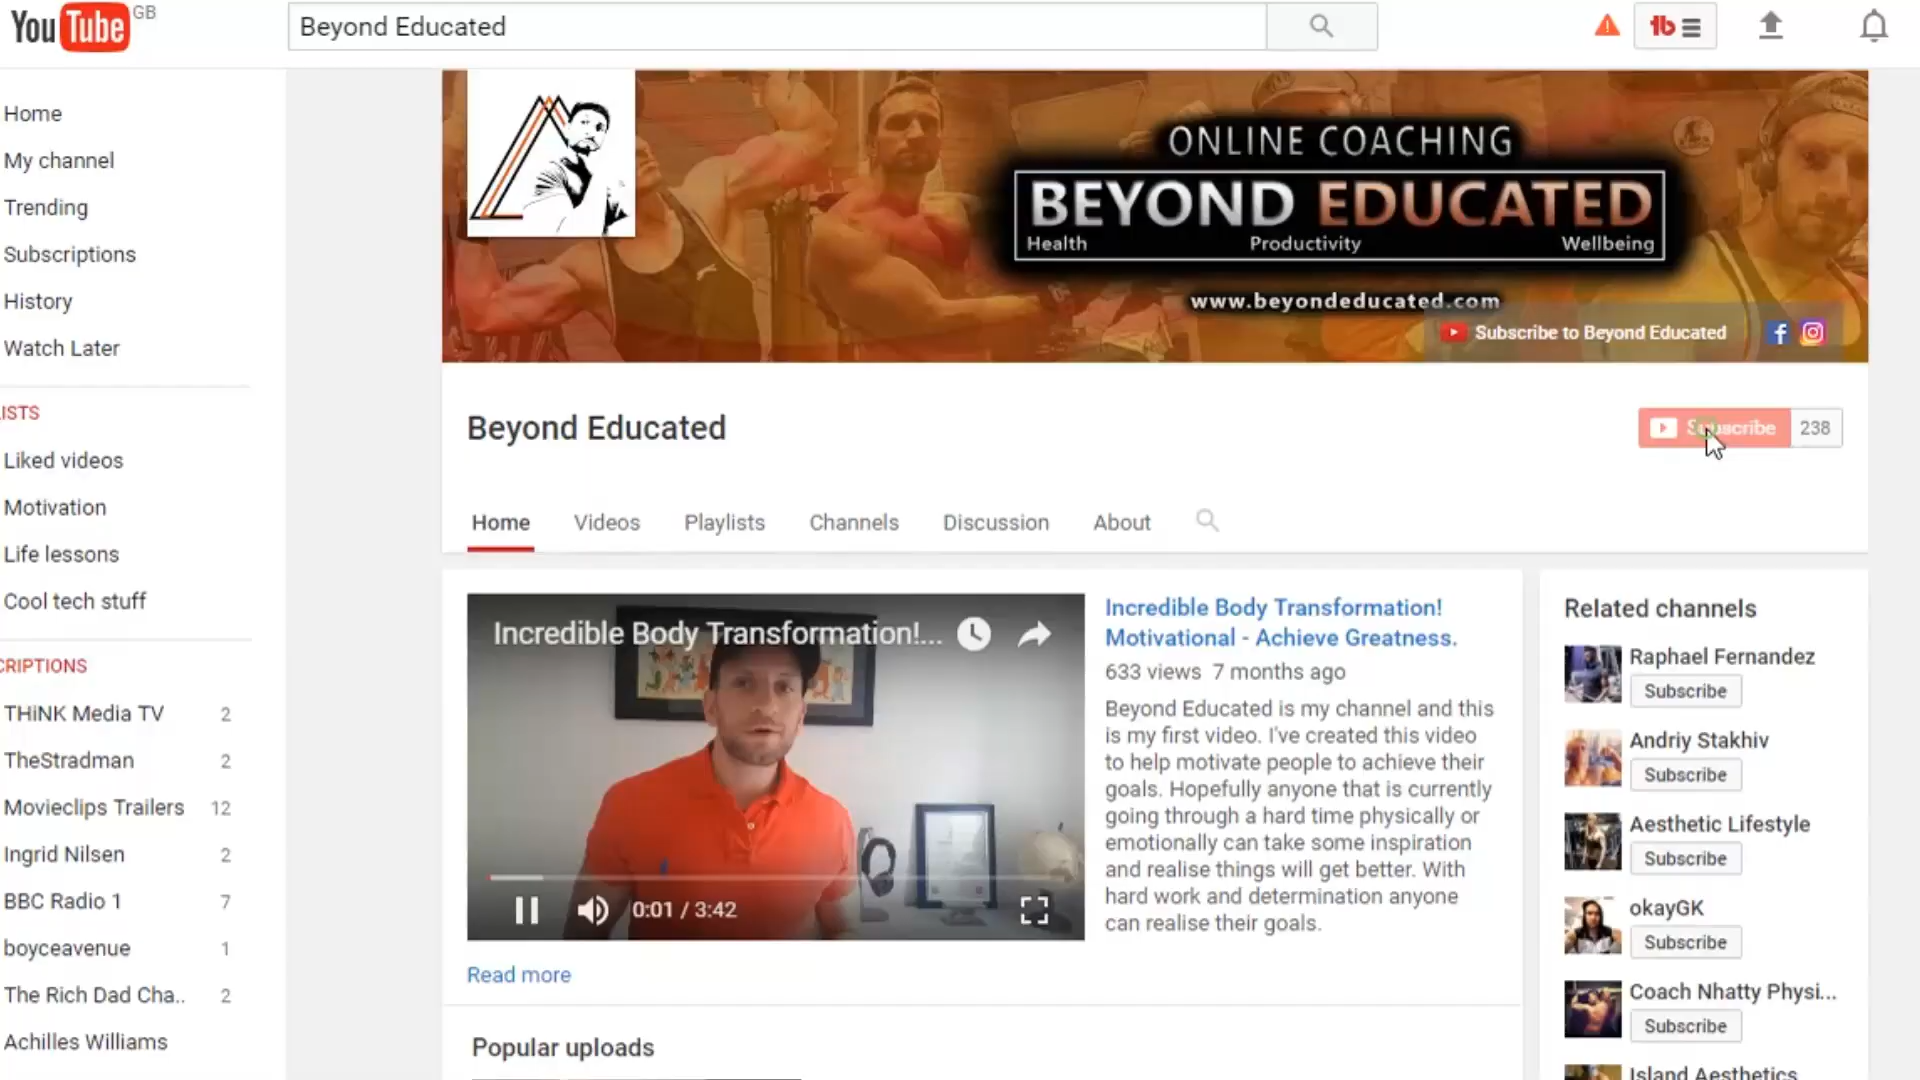 You Tube GB
Beyond Educated
Home
My channel
Trending
Subscriptions
History
Watch Later
ISTS
Liked videos
Motivation
Life lessons
Cool tech stuff
CRIPTIONS
THiNK Media TV 2
TheStradman 2
Movieclips Trailers 12
Ingrid Nilsen 2
BBC Radio 1 7
boyceavenue 1
The Rich Dad Cha.. 2
Achilles Williams
ONLINE COACHING
BEYOND EDUCATED
Health Productivity Wellbeing
www.beyondeducated.com
Subscribe to Beyond Educated
Beyond Educated
Subscribe 238
Home Videos Playlists Channels Discussion About
Incredible Body Transformation!...
0:01 / 3:42
Incredible Body Transformation!
Motivational - Achieve Greatness.
633 views 7 months ago
Beyond Educated is my channel and this
is my first video. I've created this video
to help motivate people to achieve their
goals. Hopefully anyone that is currently
going through a hard time physically or
emotionally can take some inspiration
and realise things will get better. With
hard work and determination anyone
can realise their goals.
Read more
Popular uploads
Related channels
Raphael Fernandez
Subscribe
Andriy Stakhiv
Subscribe
Aesthetic Lifestyle
Subscribe
okayGK
Subscribe
Coach Nhatty Physi...
Subscribe
Island Aesthetics